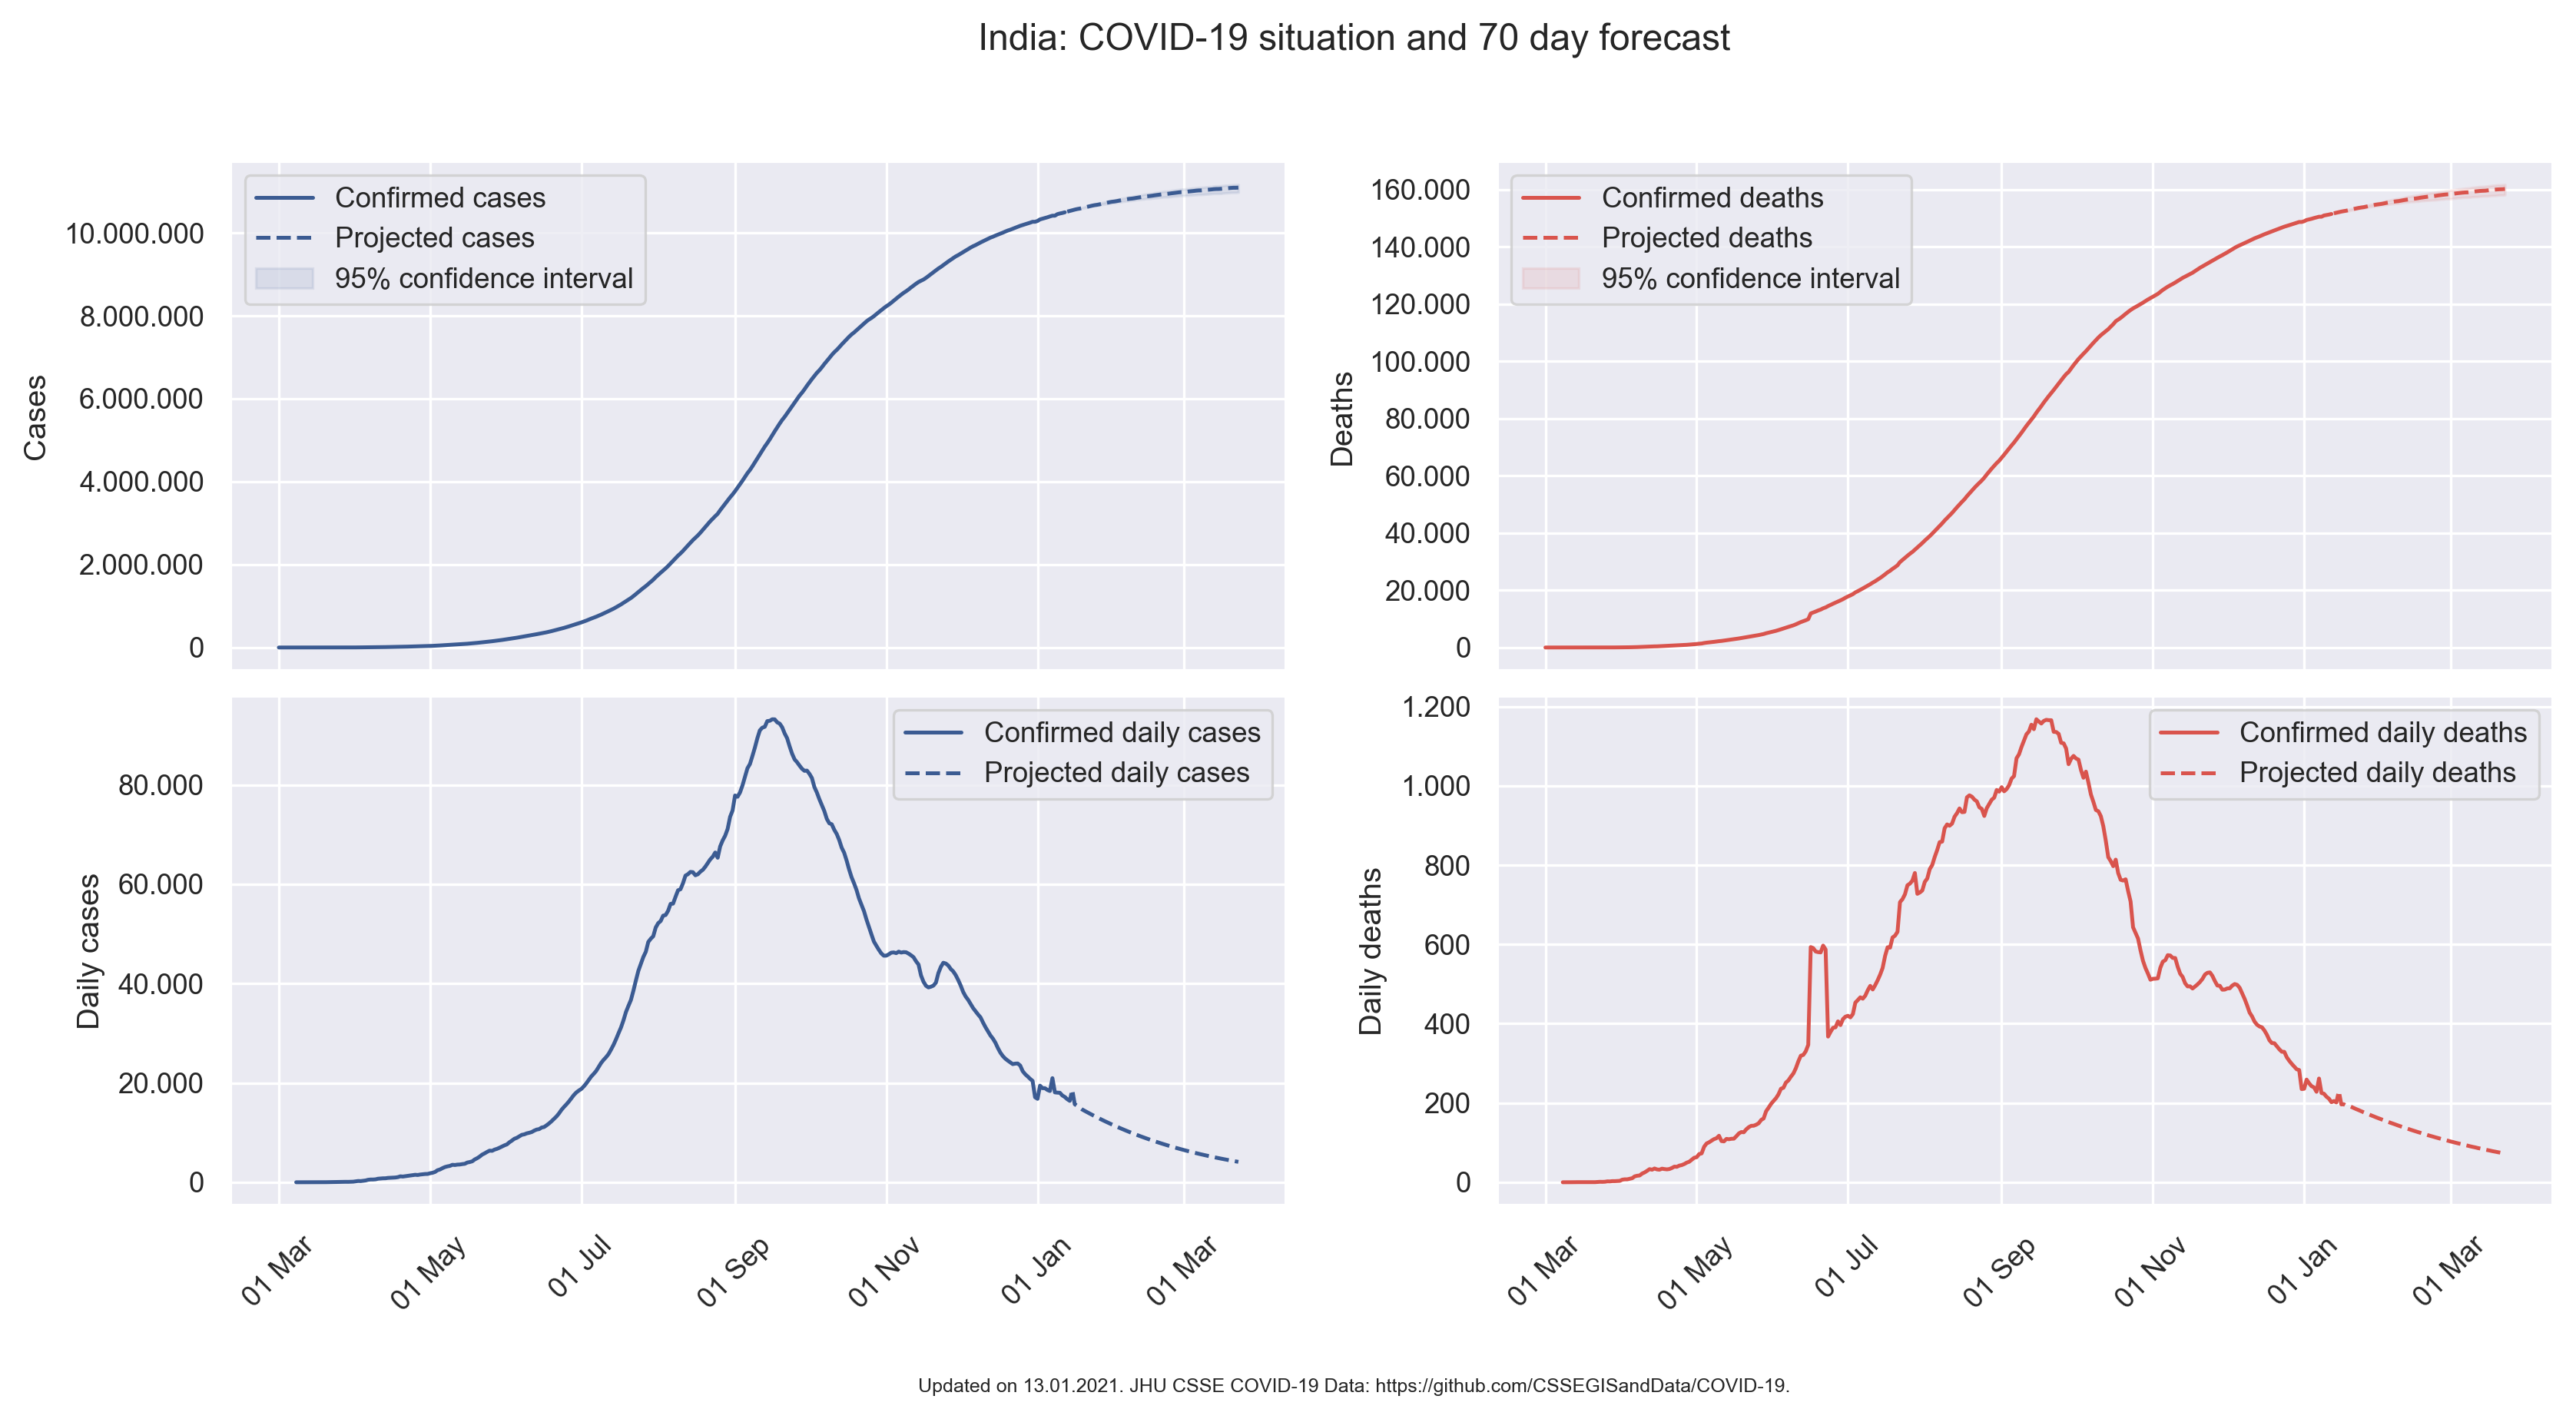 India: COVID-19 situation and 70 day forecast
Confirmed cases
Projected cases
95% confidence interval
Cases
10.000.000
8.000.000
6.000.000
4.000.000
2.000.000
0
Confirmed deaths
Projected deaths
95% confidence interval
Deaths
160.000
140.000
120.000
100.000
80.000
60.000
40.000
20.000
0
Confirmed daily cases
Projected daily cases
Daily cases
80.000
60.000
40.000
20.000
0
01 Mar
01 May
01 Jul
01 Sep
01 Nov
01 Jan
01 Mar
Confirmed daily deaths
Projected daily deaths
Daily deaths
1.200
1.000
800
600
400
200
0
01 Mar
01 May
01 Jul
01 Sep
01 Nov
01 Jan
01 Mar
Updated on 13.01.2021. JHU CSSE COVID-19 Data: https://github.com/CSSEGISandData/COVID-19.